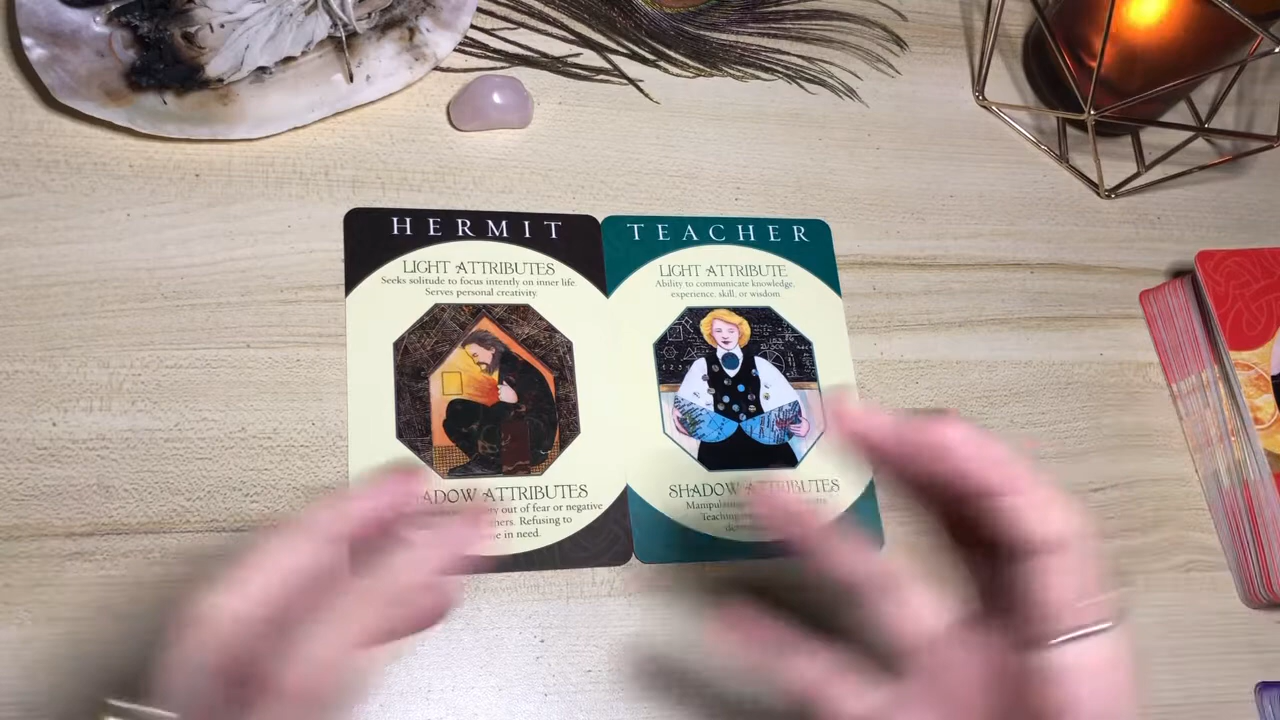 HERMIT
LIGHT ATTRIBUTES
Seeks solitude to focus intently on inner life.
Serves personal creativity.
ADOW ATTRIBUTES
out of fear or negative
hers. Refusing to
in need.
TEACHER
LIGHT ATTRIBUTE
Ability to communicate knowledge,
experience, skill, or wisdom
SHADOW ATTRIBUTES
Teaching